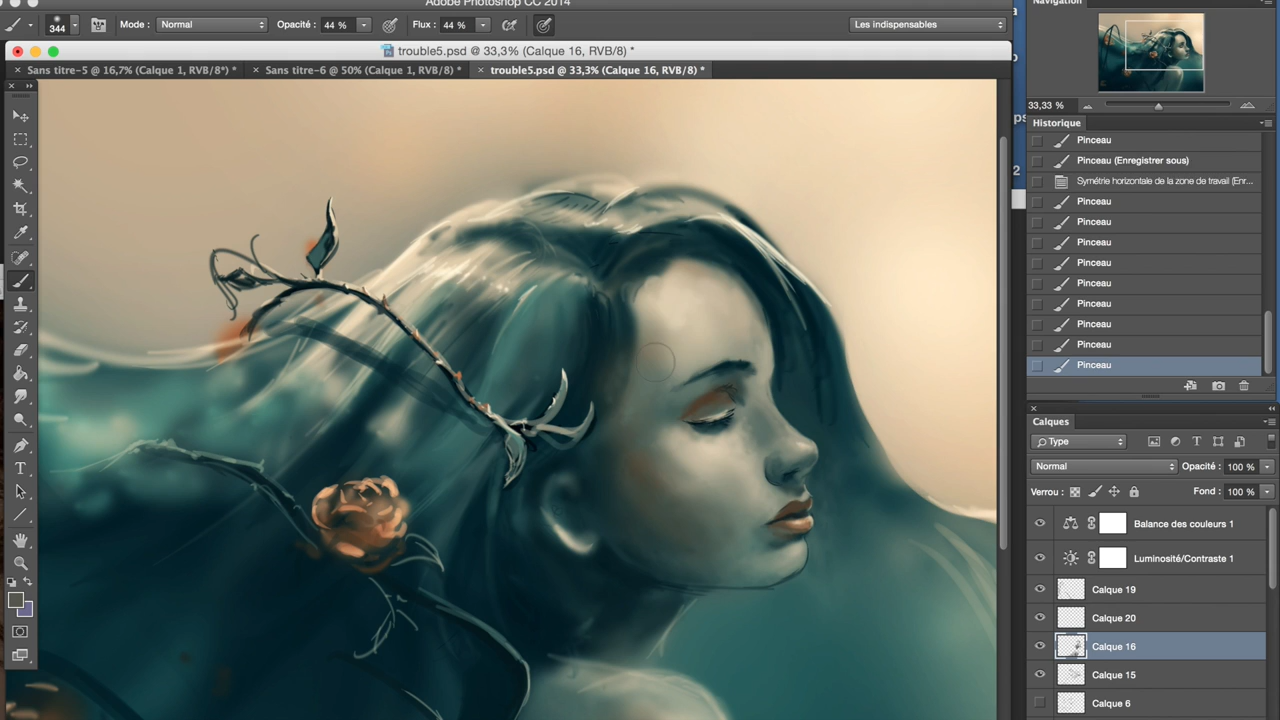 Adobe Photoshop CC 2014
344
Mode : Normal
Opacité : 44 %
Flux : 44 %
Les indispensables
trouble5.psd @ 33,3% (Calque 16, RVB/8) *
× Sans titre-5 @ 16,7% (Calque 1, RVB/8*) *
× Sans titre-6 @ 50% (Calque 1, RVB/8) *
× trouble5.psd @ 33,3% (Calque 16, RVB/8) *
Navigation
33,33 %
Historique
Pinceau
Pinceau (Enregistrer sous)
Symétrie horizontale de la zone de travail (Enr...
Pinceau
Pinceau
Pinceau
Pinceau
Pinceau
Pinceau
Pinceau
Pinceau
Pinceau
Calques
Type
Normal
Opacité : 100 %
Verrou :
Fond : 100 %
Balance des couleurs 1
Luminosité/Contraste 1
Calque 19
Calque 20
Calque 16
Calque 15
Calque 6